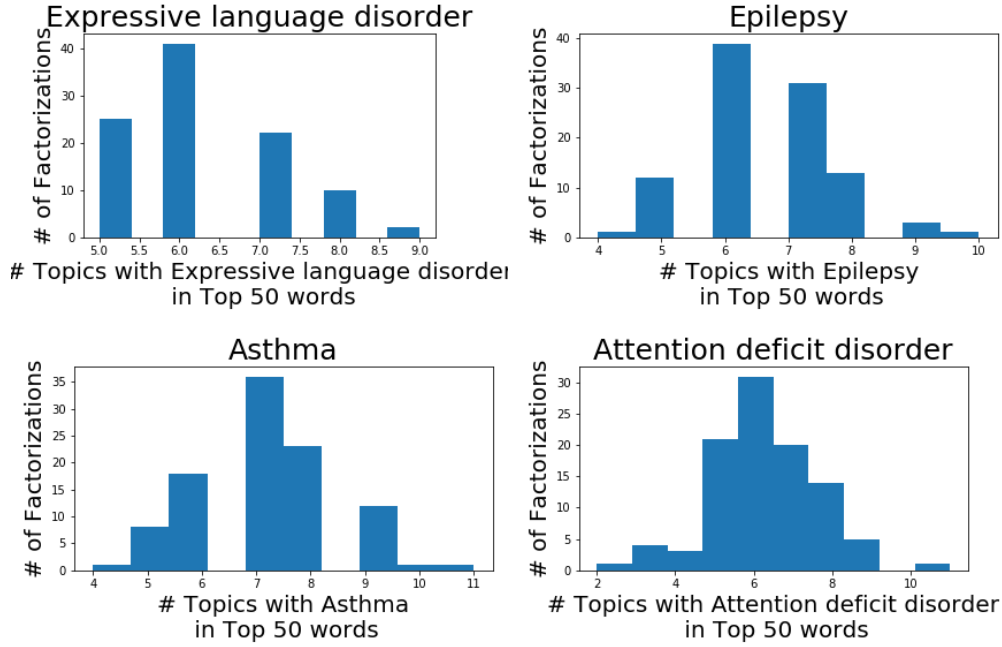 Expressive language disorder
# of Factorizations
40
30
20
10
0
5.0 5.5 6.0 6.5 7.0 7.5 8.0 8.5 9.0
# Topics with Expressive language disorder
in Top 50 words
Epilepsy
# of Factorizations
40
30
20
10
0
4 5 6 7 8 9 10
# Topics with Epilepsy
in Top 50 words
Asthma
# of Factorizations
35
30
25
20
15
10
5
0
4 5 6 7 8 9 10 11
# Topics with Asthma
in Top 50 words
Attention deficit disorder
# of Factorizations
30
25
20
15
10
5
0
2 4 6 8 10
# Topics with Attention deficit disorder
in Top 50 words